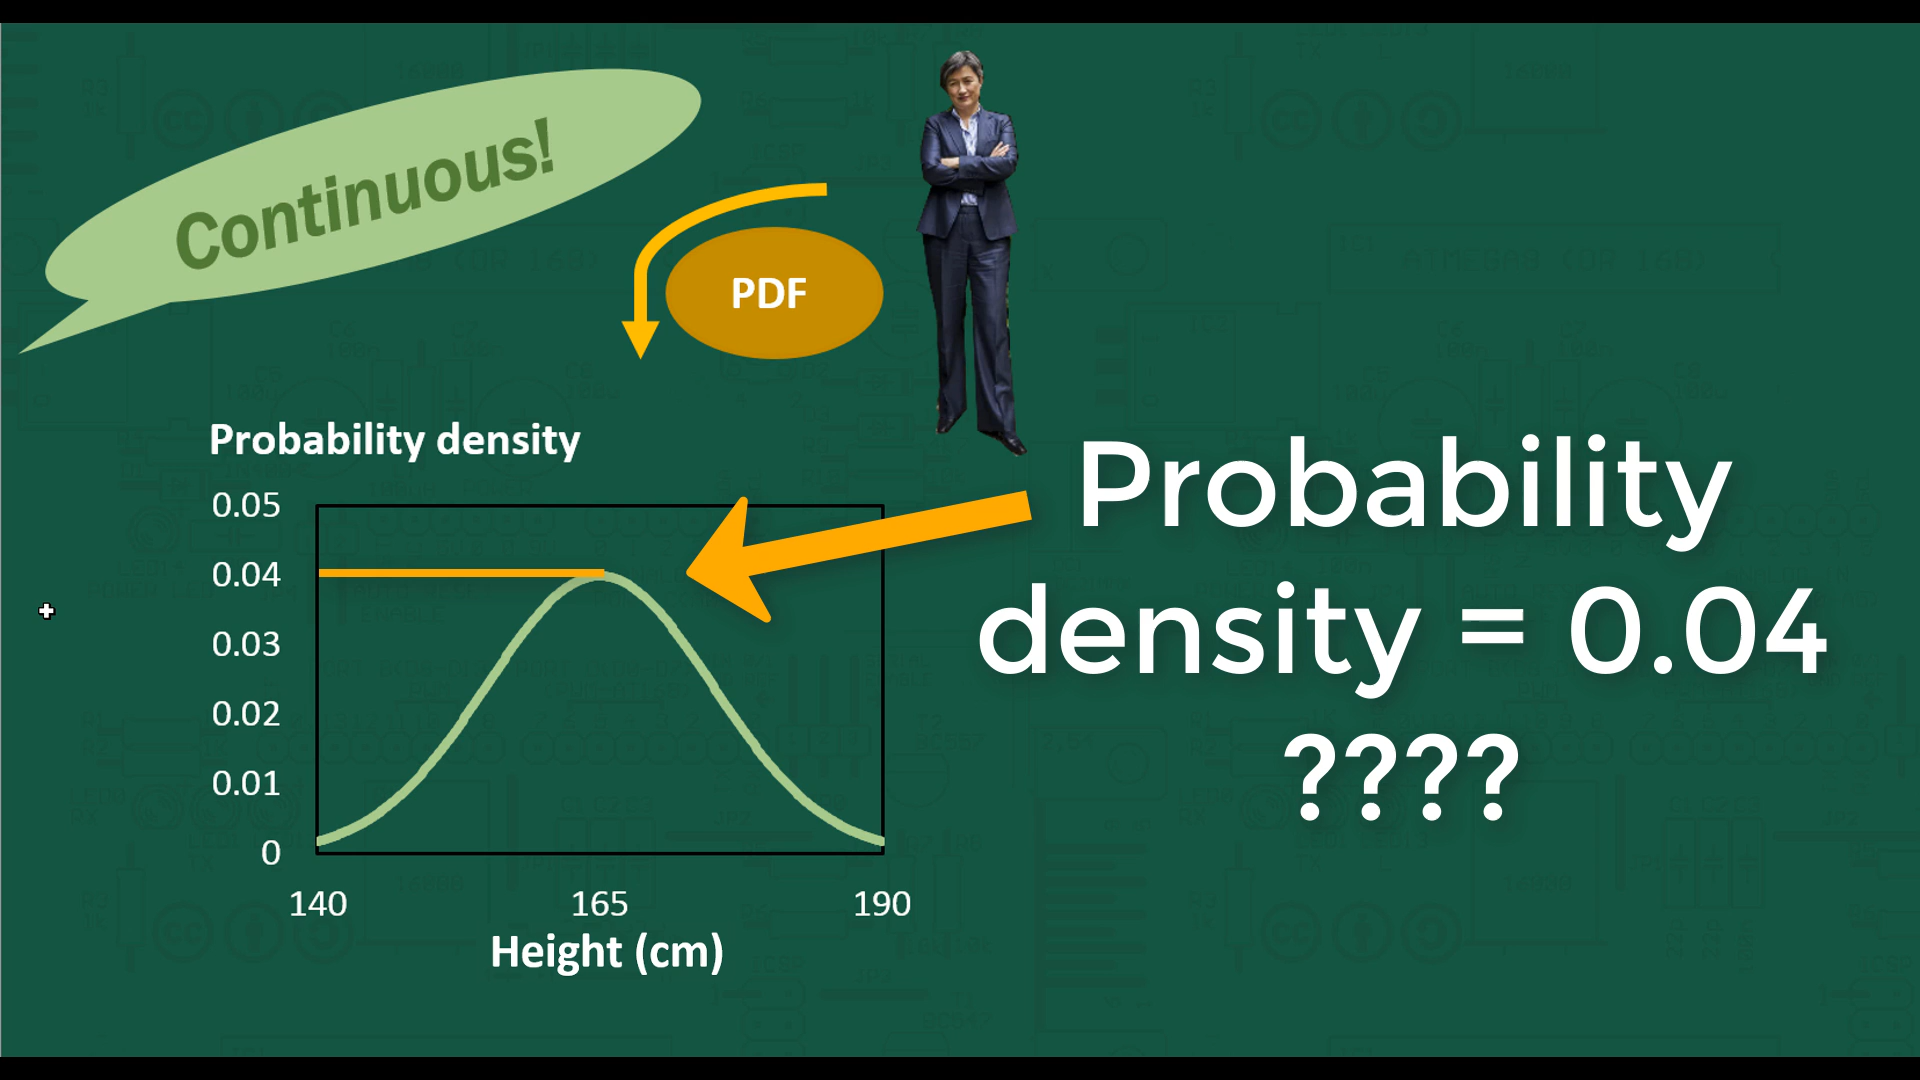 Continuous!
PDF
Probability density
0.05
0.04
0.03
0.02
0.01
0
140 165 190
Height (cm)
Probability
density = 0.04
????